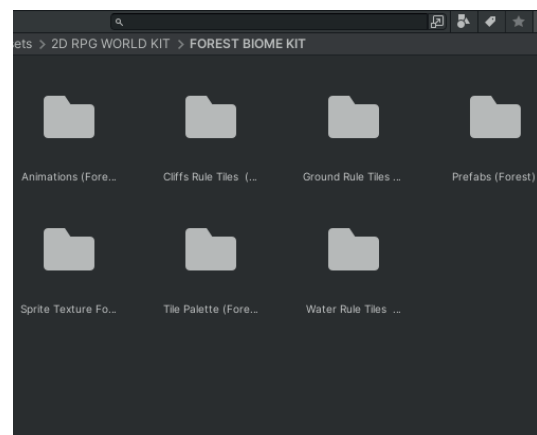 ets > 2D RPG WORLD KIT > FOREST BIOME KIT
Animations (Fore...
Cliffs Rule Tiles (...
Ground Rule Tiles ...
Prefabs (Forest)
Sprite Texture Fo...
Tile Palette (Fore...
Water Rule Tiles ...